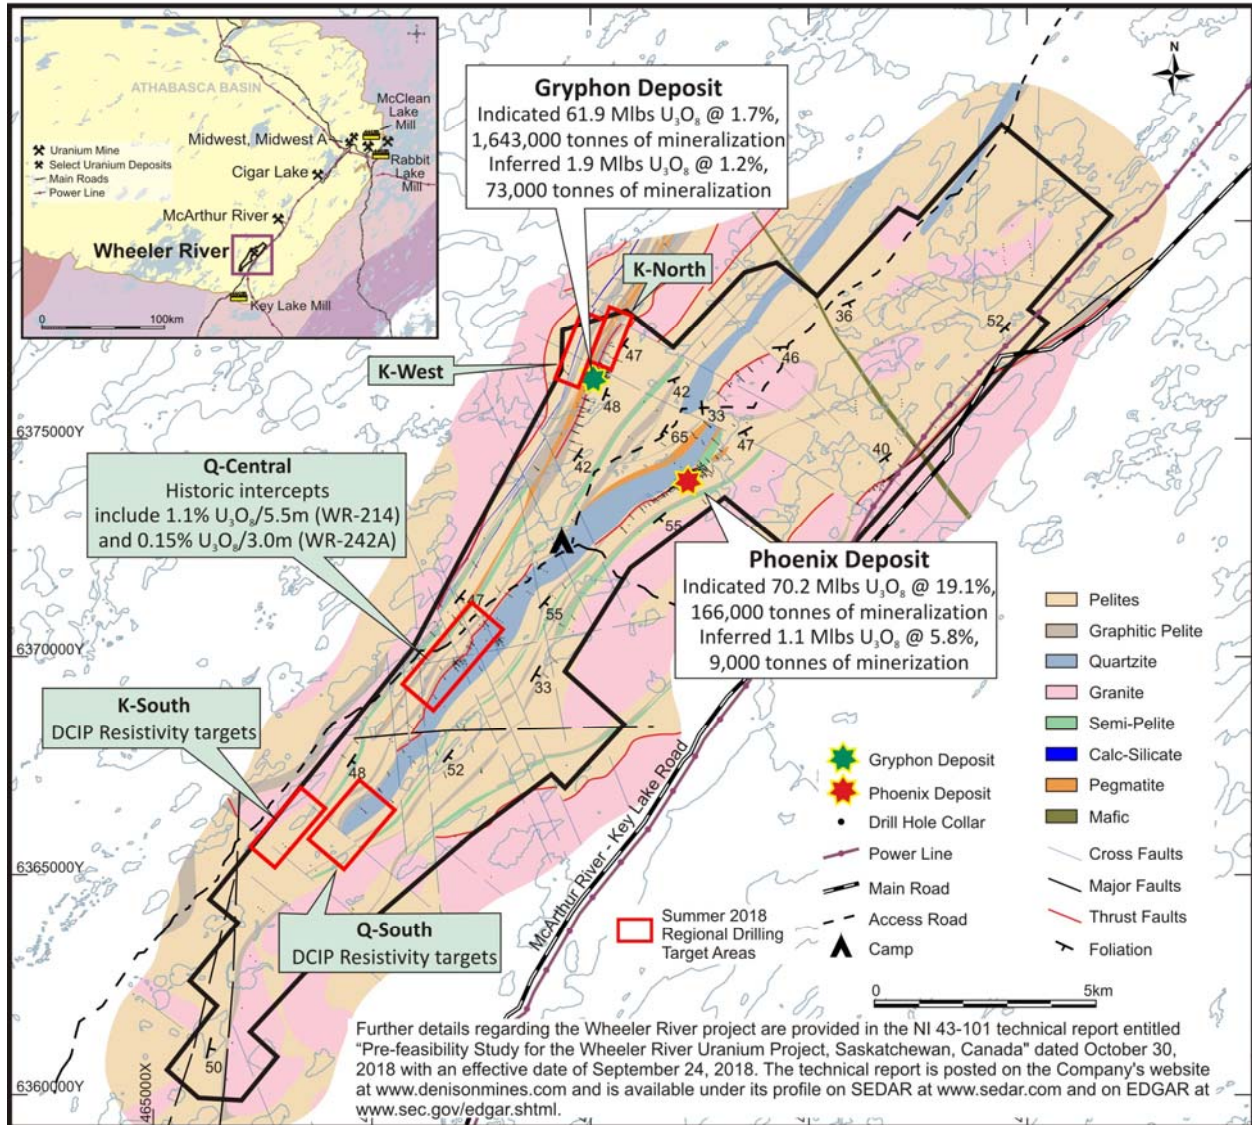 ATHABASCA BASIN
McClean
Lake
Mill
Midwest, Midwest A
Uranium Mine
Select Uranium Deposits
Main Roads
Power Line
Cigar Lake
Rabbit
Lake
Mill
McArthur River
Wheeler River
Key Lake Mill
0 100km
Gryphon Deposit
Indicated 61.9 Mlbs U₃O₈ @ 1.7%,
1,643,000 tonnes of mineralization
Inferred 1.9 Mlbs U₃O₈ @ 1.2%,
73,000 tonnes of mineralization
N
K-North
K-West
36
52
47
46
42
48
33
65
47
42
40
55
6375000Y
Q-Central
Historic intercepts
include 1.1% U₃O₈/5.5m (WR-214)
and 0.15% U₃O₈/3.0m (WR-242A)
Phoenix Deposit
Indicated 70.2 Mlbs U₃O₈ @ 19.1%,
166,000 tonnes of mineralization
Inferred 1.1 Mlbs U₃O₈ @ 5.8%,
9,000 tonnes of minerization
47
55
33
6370000Y
K-South
DCIP Resistivity targets
48
52
6365000Y
Q-South
DCIP Resistivity targets
50
6360000Y
465000X
McArthur River - Key Lake Road
Pelites
Graphitic Pelite
Quartzite
Granite
Semi-Pelite
Calc-Silicate
Pegmatite
Mafic
Cross Faults
Major Faults
Thrust Faults
Foliation
Gryphon Deposit
Phoenix Deposit
Drill Hole Collar
Power Line
Main Road
Access Road
Camp
Summer 2018
Regional Drilling
Target Areas
0 5km
Further details regarding the Wheeler River project are provided in the NI 43-101 technical report entitled
"Pre-feasibility Study for the Wheeler River Uranium Project, Saskatchewan, Canada" dated October 30,
2018 with an effective date of September 24, 2018. The technical report is posted on the Company's website
at www.denisonmines.com and is available under its profile on SEDAR at www.sedar.com and on EDGAR at
www.sec.gov/edgar.shtml.